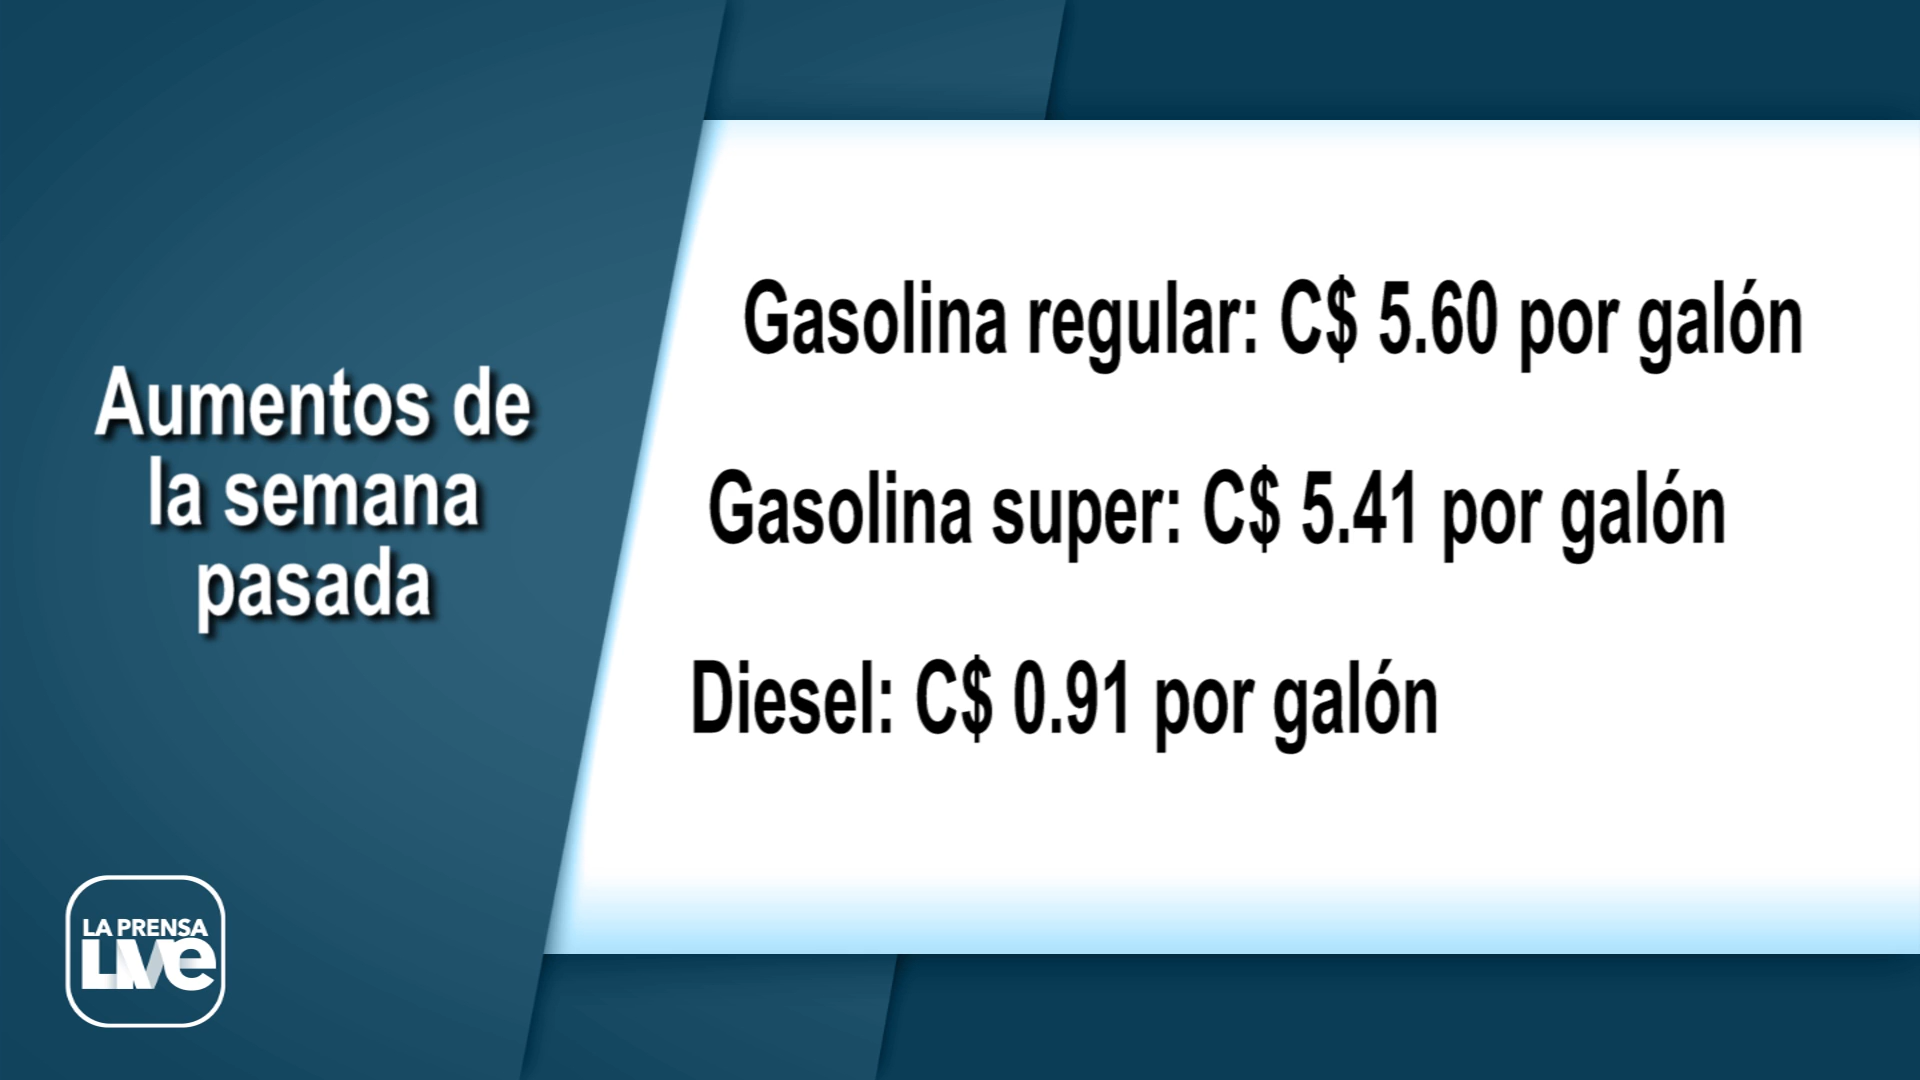 Aumentos de
la semana
pasada
Gasolina regular: C$ 5.60 por galón
Gasolina super: C$ 5.41 por galón
Diesel: C$ 0.91 por galón
LA PRENSA
LIVE